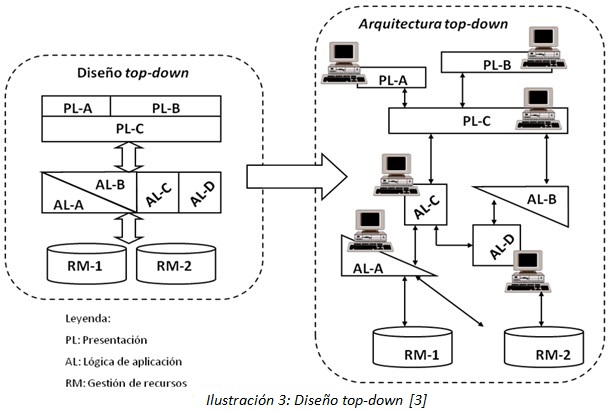 Diseño top-down
PL-A
PL-B
PL-C
AL-B
AL-A
AL-C
AL-D
RM-1
RM-2
Leyenda:
PL: Presentación
AL: Lógica de aplicación
RM: Gestión de recursos
Arquitectura top-down
PL-A
PL-B
PL-C
AL-C
AL-B
AL-D
AL-A
RM-1
RM-2
Ilustración 3: Diseño top-down [3]